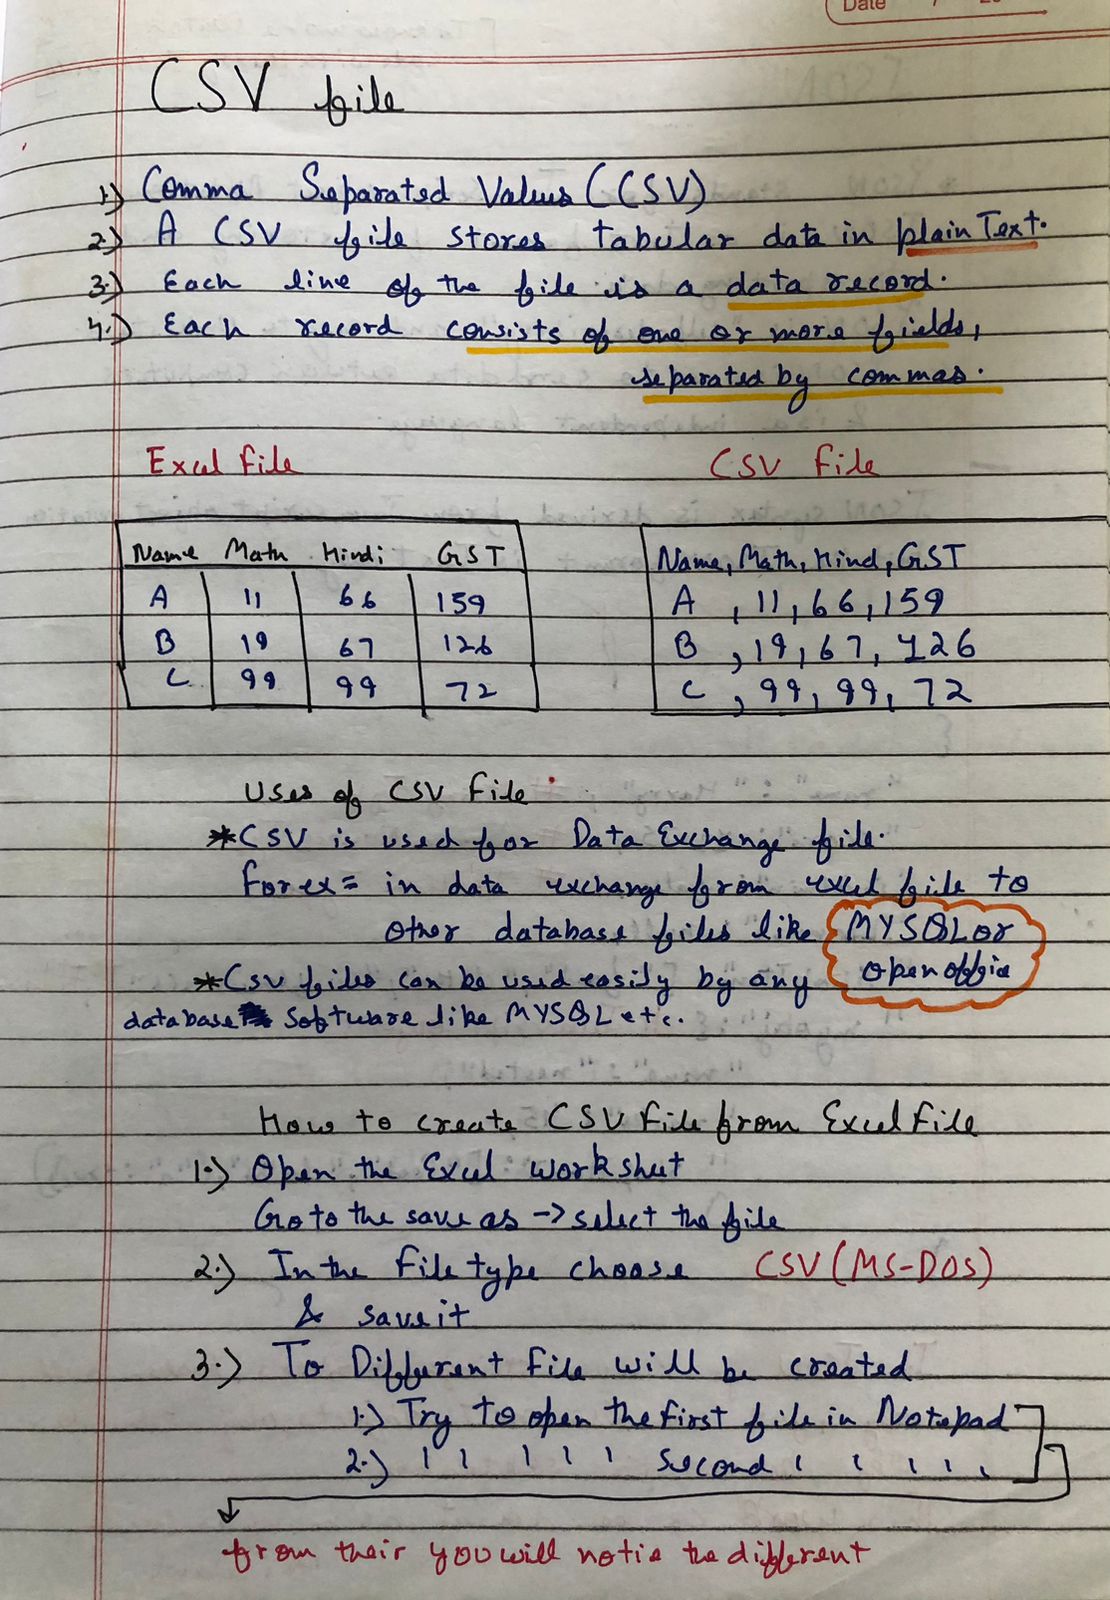 Date
CSV file
1) Comma Separated Values (CSV)
2) A CSV file stores tabular data in plain Text.
3.) Each line of the file is a data record.
4.) Each record consists of one or more fields,
separated by commas.
Excel file CSV file
Name Math Hindi GST
A 11 66 159
B 19 67 126
C 99 99 72
Name, Math, Hind, GST
A , 11, 66, 159
B , 19, 67, 126
C , 99, 99, 72
Uses of CSV file
*CSV is used for Data Exchange file.
For ex = in data exchange from excel file to
other database files like MYSQL or
open office
*Csv files can be used easily by any
database software like MYSQL etc.
How to create CSV file from Excel file
1.) Open the Excel worksheet
Go to the save as -> select the file
2.) In the File type choose CSV (MS-DOS)
& save it
3.) To Different file will be created
1.) Try to open the first file in Notepad
2.) ı ı ı ı ı second ı ı ı ı ı
from their you will notie the different